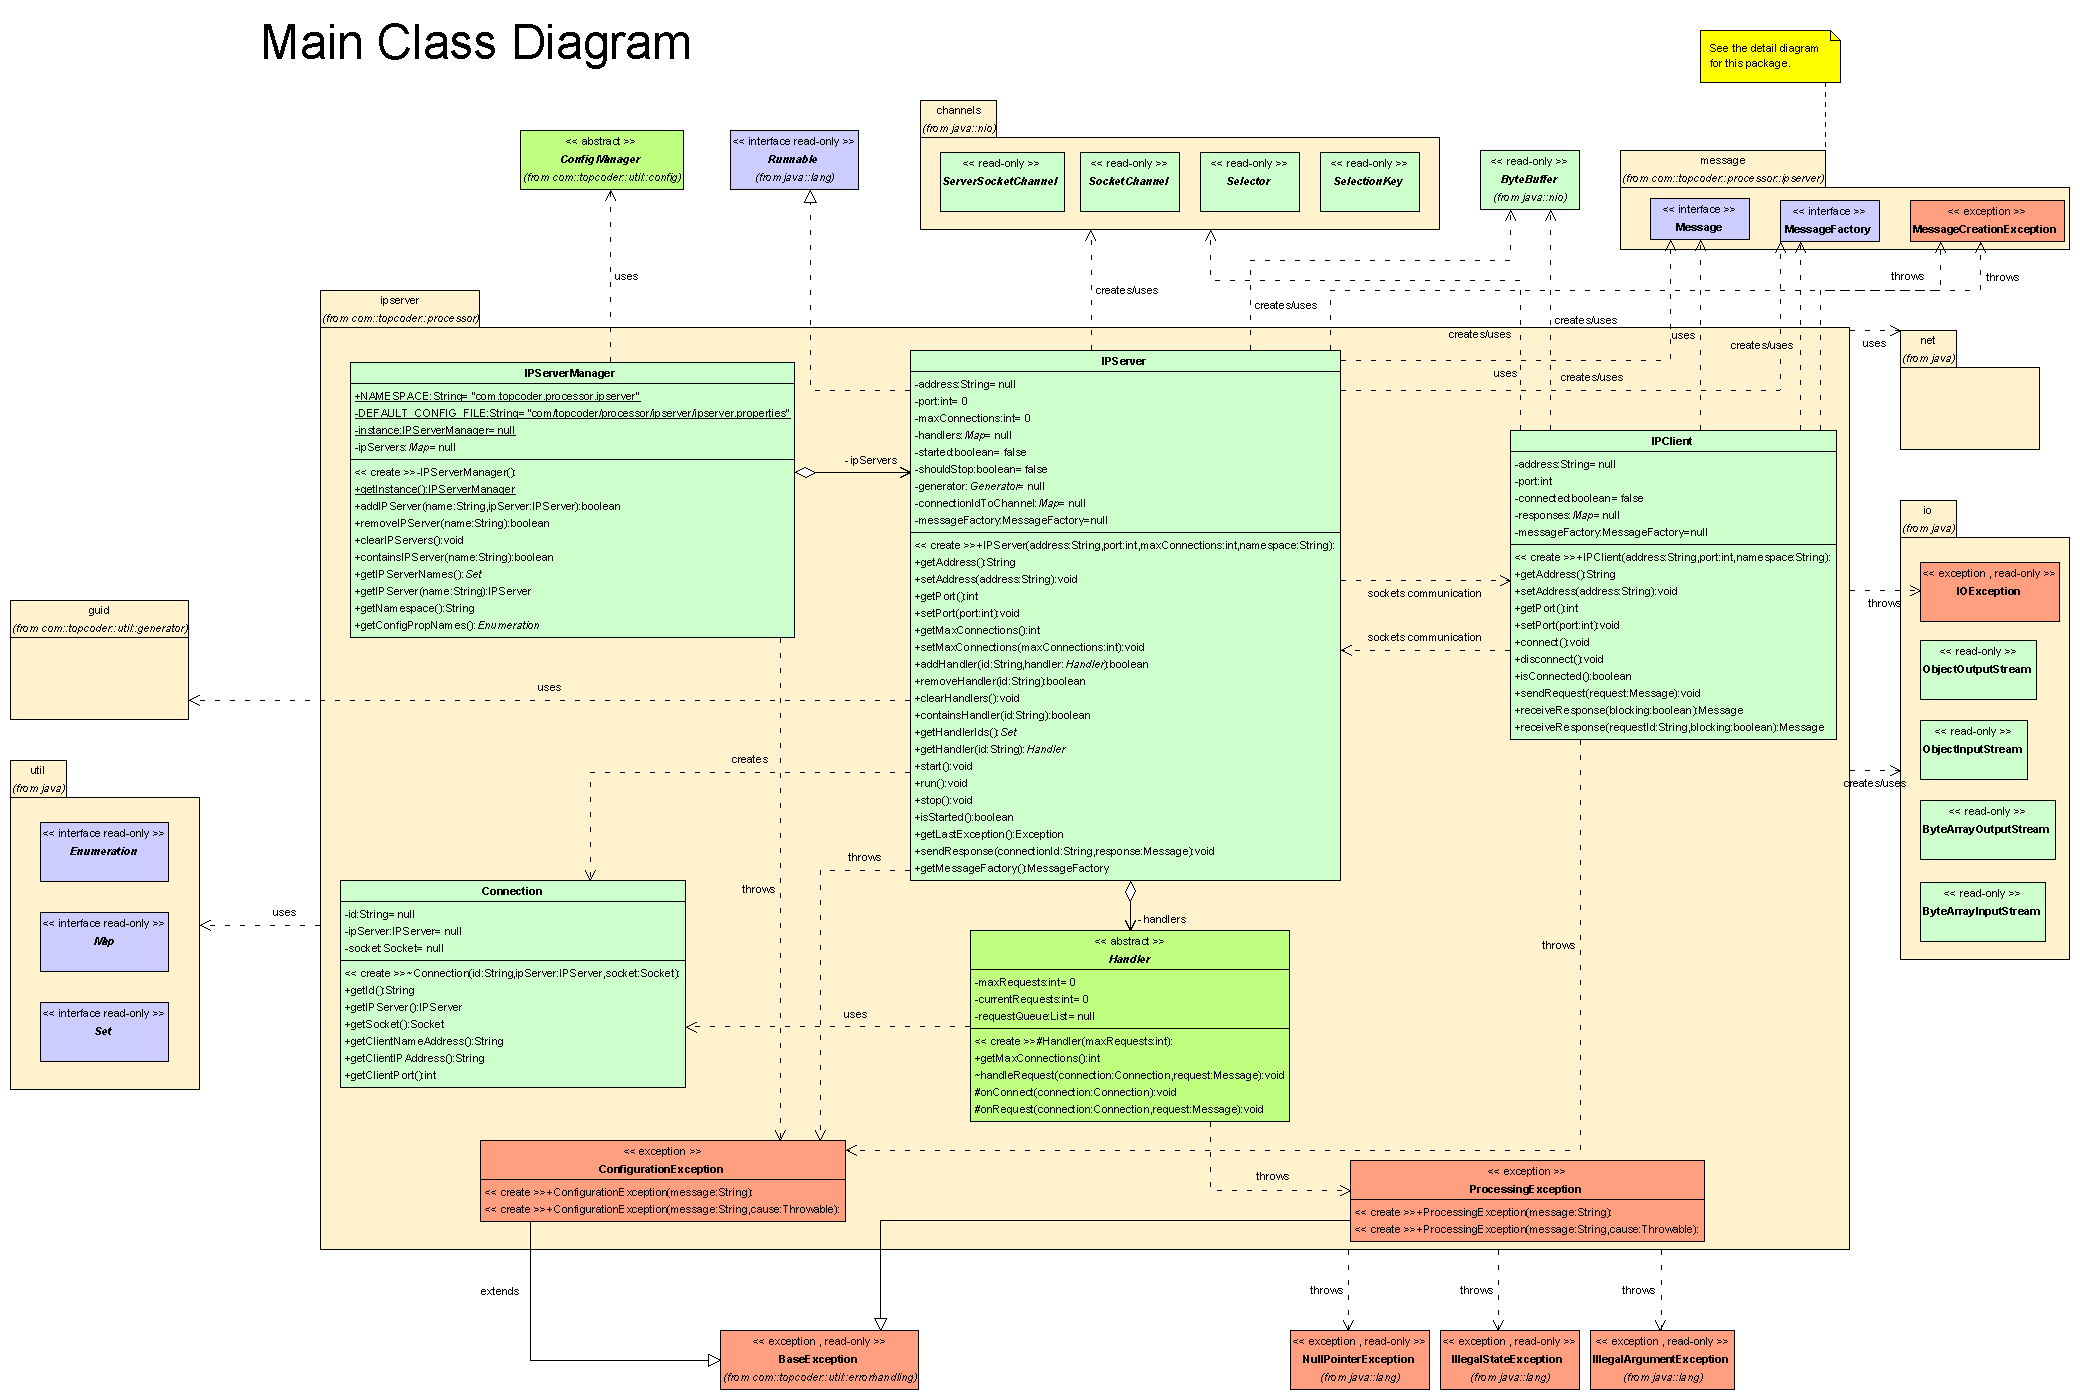 Main Class Diagram
See the detail diagram
for this package.
<< abstract >>
ConfigManager
(from com::topcoder::util::config)
<< interface read-only >>
Runnable
(from java::lang)
channels
(from java::nio)
<< read-only >>
ServerSocketChannel
<< read-only >>
SocketChannel
<< read-only >>
Selector
<< read-only >>
SelectionKey
<< read-only >>
ByteBuffer
(from java::nio)
message
(from com::topcoder::processor::ipserver)
<< interface >>
Message
<< interface >>
MessageFactory
<< exception >>
MessageCreationException
uses
creates/uses
creates/uses
creates/uses
creates/uses
uses
creates/uses
uses
creates/uses
throws
throws
uses
ipserver
(from com::topcoder::processor)
net
(from java)
IPServerManager
+NAMESPACE:String= "com.topcoder.processor.ipserver"
-DEFAULT_CONFIG_FILE:String= "com/topcoder/processor/ipserver/ipserver.properties"
-instance:IPServerManager= null
-ipServers:Map= null
<< create >>-IPServerManager():
+getInstance():IPServerManager
+addIPServer(name:String,ipServer:IPServer):boolean
+removeIPServer(name:String):boolean
+clearIPServers():void
+containsIPServer(name:String):boolean
+getIPServerNames():Set
+getIPServer(name:String):IPServer
+getNamespace():String
+getConfigPropNames():Enumeration
-ipServers
IPServer
-address:String= null
-port:int= 0
-maxConnections:int= 0
-handlers:Map= null
-started:boolean= false
-shouldStop:boolean= false
-generator:Generator= null
-connectionIdToChannel:Map= null
-messageFactory:MessageFactory=null
<< create >>+IPServer(address:String,port:int,maxConnections:int,namespace:String):
+getAddress():String
+setAddress(address:String):void
+getPort():int
+setPort(port:int):void
+getMaxConnections():int
+setMaxConnections(maxConnections:int):void
+addHandler(id:String,handler:Handler):boolean
+removeHandler(id:String):boolean
+clearHandlers():void
+containsHandler(id:String):boolean
+getHandlerIds():Set
+getHandler(id:String):Handler
+start():void
+run():void
+stop():void
+isStarted():boolean
+getLastException():Exception
+sendResponse(connectionId:String,response:Message):void
+getMessageFactory():MessageFactory
sockets communication
sockets communication
IPClient
-address:String= null
-port:int
-connected:boolean= false
-responses:Map= null
-messageFactory:MessageFactory=null
<< create >>+IPClient(address:String,port:int,namespace:String):
+getAddress():String
+setAddress(address:String):void
+getPort():int
+setPort(port:int):void
+connect():void
+disconnect():void
+isConnected():boolean
+sendRequest(request:Message):void
+receiveResponse(blocking:boolean):Message
+receiveResponse(requestId:String,blocking:boolean):Message
io
(from java)
<< exception , read-only >>
IOException
<< read-only >>
ObjectOutputStream
<< read-only >>
ObjectInputStream
<< read-only >>
ByteArrayOutputStream
<< read-only >>
ByteArrayInputStream
throws
creates/uses
guid
(from com::topcoder::util::generator)
uses
util
(from java)
<< interface read-only >>
Enumeration
<< interface read-only >>
Map
<< interface read-only >>
Set
uses
creates
throws
throws
throws
Connection
-id:String= null
-ipServer:IPServer= null
-socket:Socket= null
<< create >>~Connection(id:String,ipServer:IPServer,socket:Socket):
+getId():String
+getIPServer():IPServer
+getSocket():Socket
+getClientNameAddress():String
+getClientIPAddress():String
+getClientPort():int
uses
-handlers
<< abstract >>
Handler
-maxRequests:int= 0
-currentRequests:int= 0
-requestQueue:List= null
<< create >>#Handler(maxRequests:int):
+getMaxConnections():int
~handleRequest(connection:Connection,request:Message):void
#onConnect(connection:Connection):void
#onRequest(connection:Connection,request:Message):void
throws
<< exception >>
ConfigurationException
<< create >>+ConfigurationException(message:String):
<< create >>+ConfigurationException(message:String,cause:Throwable):
<< exception >>
ProcessingException
<< create >>+ProcessingException(message:String):
<< create >>+ProcessingException(message:String,cause:Throwable):
extends
throws
throws
throws
<< exception , read-only >>
BaseException
(from com::topcoder::util::errorhandling)
<< exception , read-only >>
NullPointerException
(from java::lang)
<< exception , read-only >>
IllegalStateException
(from java::lang)
<< exception , read-only >>
IllegalArgumentException
(from java::lang)